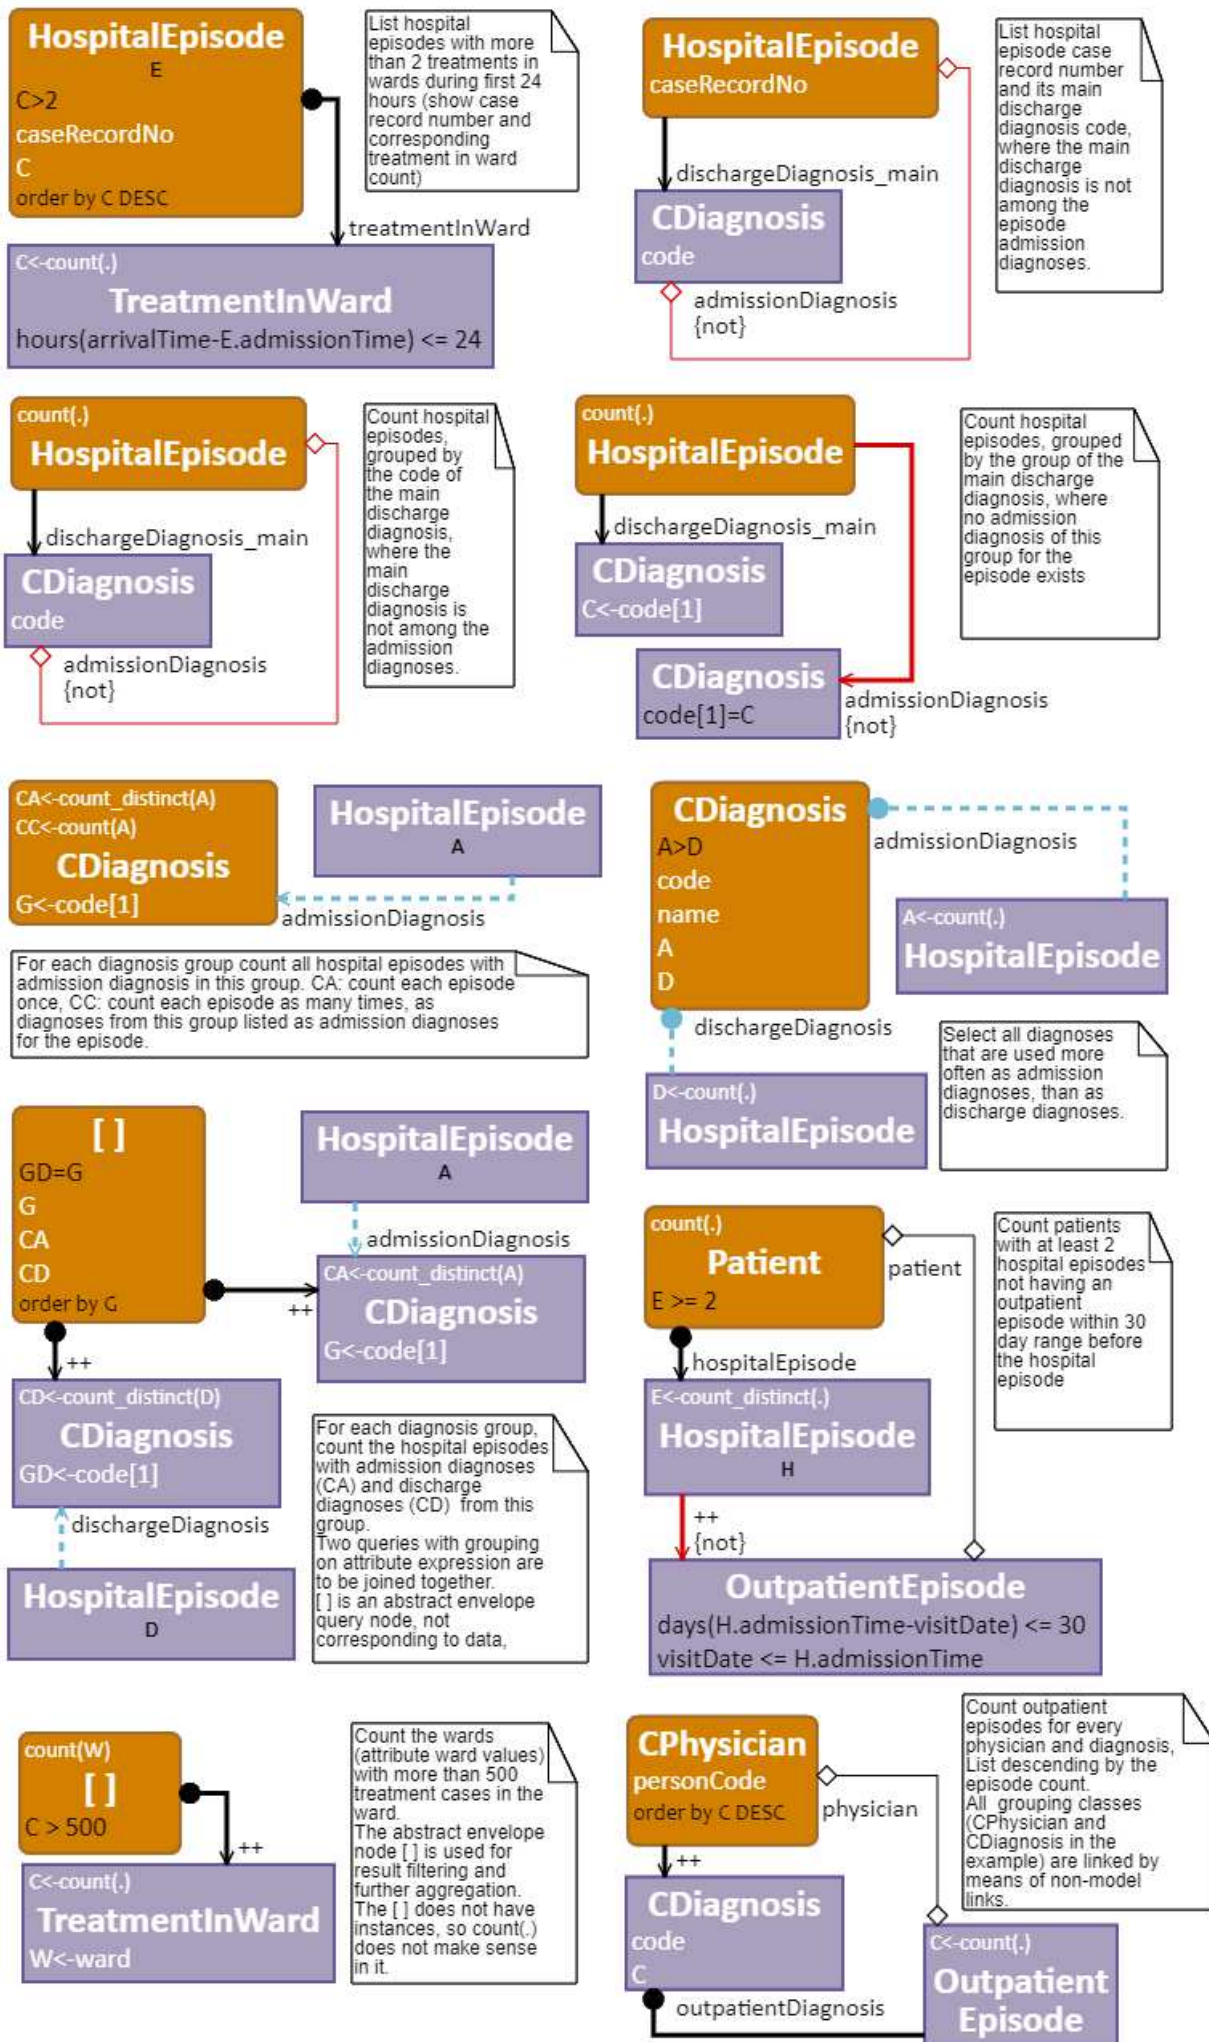 HospitalEpisode
E
C>2
caseRecordNo
C
order by C DESC
treatmentInWard
C<-count(.)
TreatmentInWard
hours(arrivalTime-E.admissionTime) <= 24
List hospital
episodes with more
than 2 treatments in
wards during first 24
hours (show case
record number and
corresponding
treatment in ward
count)
HospitalEpisode
caseRecordNo
dischargeDiagnosis_main
CDiagnosis
code
admissionDiagnosis
{not}
List hospital
episode case
record number
and its main
discharge
diagnosis code,
where the main
discharge
diagnosis is not
among the
episode
admission
diagnoses.
count(.)
HospitalEpisode
dischargeDiagnosis_main
CDiagnosis
code
admissionDiagnosis
{not}
Count hospital
episodes,
grouped by
the code of
the main
discharge
diagnosis,
where the
main
discharge
diagnosis is
not among the
admission
diagnoses.
count(.)
HospitalEpisode
dischargeDiagnosis_main
CDiagnosis
C<-code[1]
CDiagnosis
code[1]=C
admissionDiagnosis
{not}
Count hospital
episodes, grouped
by the group of the
main discharge
diagnosis, where
no admission
diagnosis of this
group for the
episode exists
CA<-count_distinct(A)
CC<-count(A)
CDiagnosis
G<-code[1]
HospitalEpisode
A
admissionDiagnosis
For each diagnosis group count all hospital episodes with
admission diagnosis in this group. CA: count each episode
once, CC: count each episode as many times, as
diagnoses from this group listed as admission diagnoses
for the episode.
CDiagnosis
A>D
code
name
A
D
admissionDiagnosis
A<-count(.)
HospitalEpisode
dischargeDiagnosis
D<-count(.)
HospitalEpisode
Select all diagnoses
that are used more
often as admission
diagnoses, than as
discharge diagnoses.
[ ]
GD=G
G
CA
CD
order by G
HospitalEpisode
A
admissionDiagnosis
++
CA<-count_distinct(A)
CDiagnosis
G<-code[1]
++
CD<-count_distinct(D)
CDiagnosis
GD<-code[1]
dischargeDiagnosis
HospitalEpisode
D
For each diagnosis group,
count the hospital episodes
with admission diagnoses
(CA) and discharge
diagnoses (CD) from this
group.
Two queries with grouping
on attribute expression are
to be joined together.
[ ] is an abstract envelope
query node, not
corresponding to data,
count(.)
Patient
E >= 2
patient
hospitalEpisode
E<-count_distinct(.)
HospitalEpisode
H
++
{not}
OutpatientEpisode
days(H.admissionTime-visitDate) <= 30
visitDate <= H.admissionTime
Count patients
with at least 2
hospital episodes
not having an
outpatient
episode within 30
day range before
the hospital
episode
count(W)
[ ]
C > 500
++
C<-count(.)
TreatmentInWard
W<-ward
Count the wards
(attribute ward values)
with more than 500
treatment cases in the
ward.
The abstract envelope
node [ ] is used for
result filtering and
further aggregation.
The [ ] does not have
instances, so count(.)
does not make sense
in it.
CPhysician
personCode
order by C DESC
physician
++
CDiagnosis
code
C
outpatientDiagnosis
C<-count(.)
Outpatient
Episode
Count outpatient
episodes for every
physician and diagnosis,
List descending by the
episode count.
All grouping classes
(CPhysician and
CDiagnosis in the
example) are linked by
means of non-model
links.